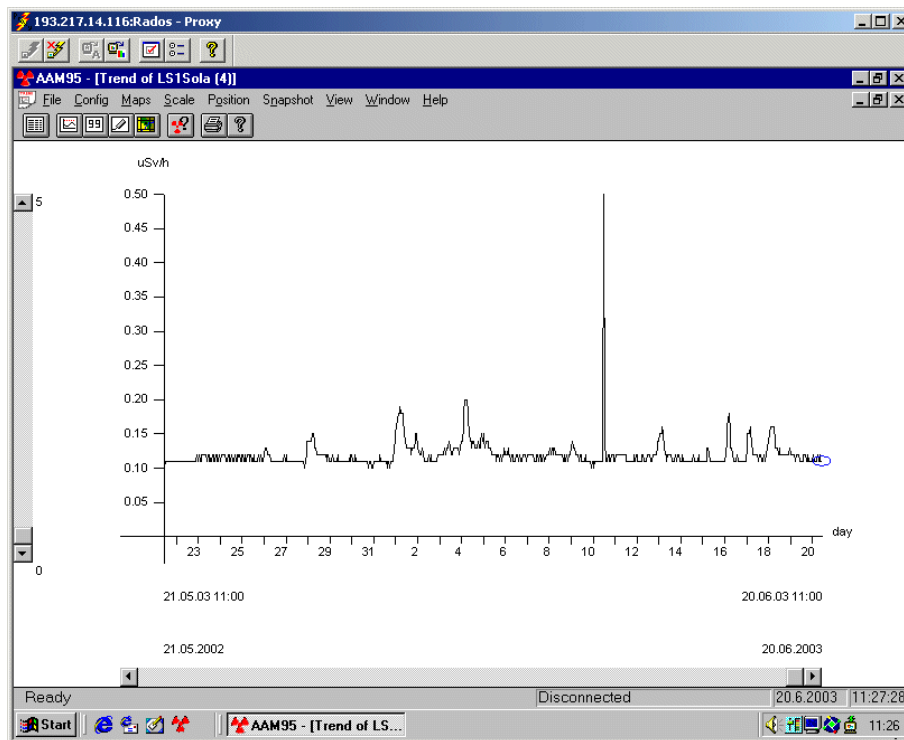 193.217.14.116:Rados - Proxy
AAM95 - [Trend of LS1Sola (4)]
File Config Maps Scale Position Snapshot View Window Help
99
uSv/h
5
0.50
0.45
0.40
0.35
0.30
0.25
0.20
0.15
0.10
0.05
0
day
23 25 27 29 31 2 4 6 8 10 12 14 16 18 20
21.05.03 11:00 20.06.03 11:00
21.05.2002 20.06.2003
Ready Disconnected 20.6.2003 11:27:28
Start AAM95 - [Trend of LS... 11:26